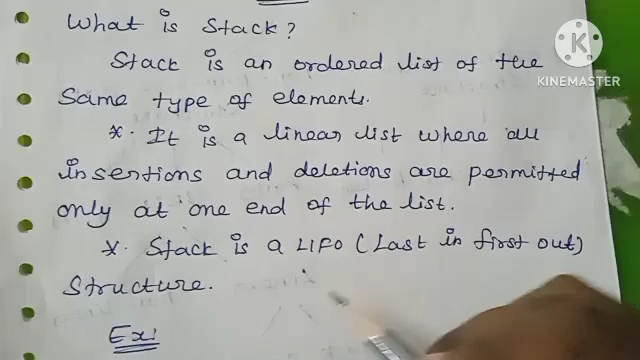 What is Stack?
Stack is an ordered list of the
Same type of elements.
*. It is a linear list where all
insertions and deletions are permitted
only at one end of the list.
*. Stack is a LIFO (Last in first out)
Structure.
Ex:
K
KINEMASTER